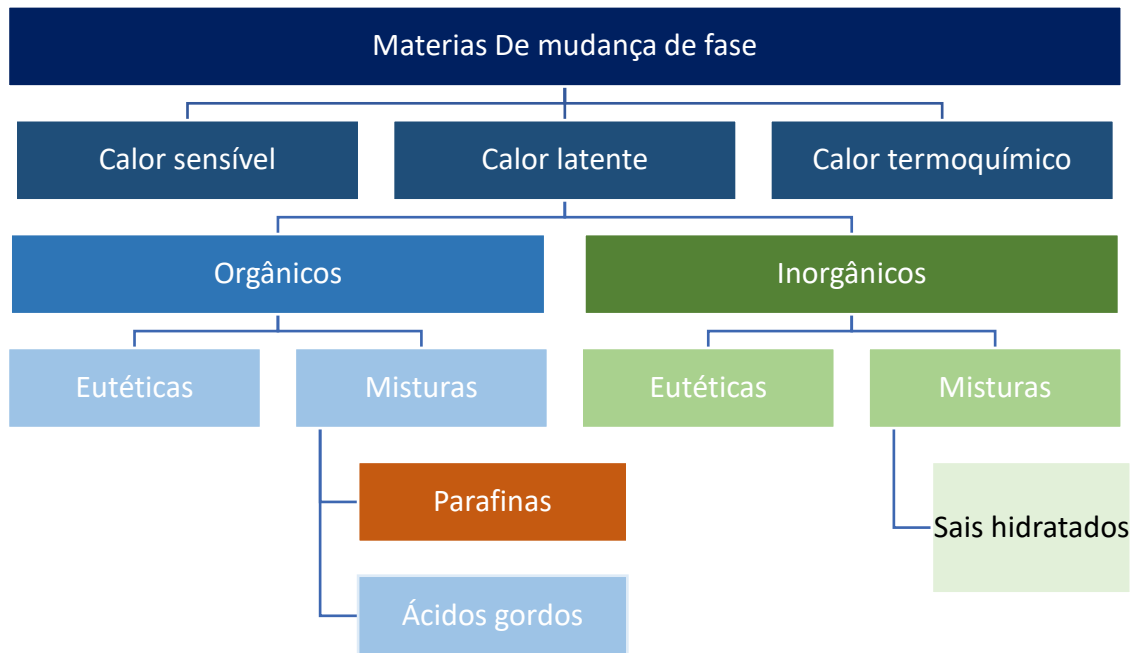 Materias De mudança de fase
Calor sensível
Calor latente
Calor termoquímico
Orgânicos
Inorgânicos
Eutéticas
Misturas
Eutéticas
Misturas
Parafinas
Sais hidratados
Ácidos gordos